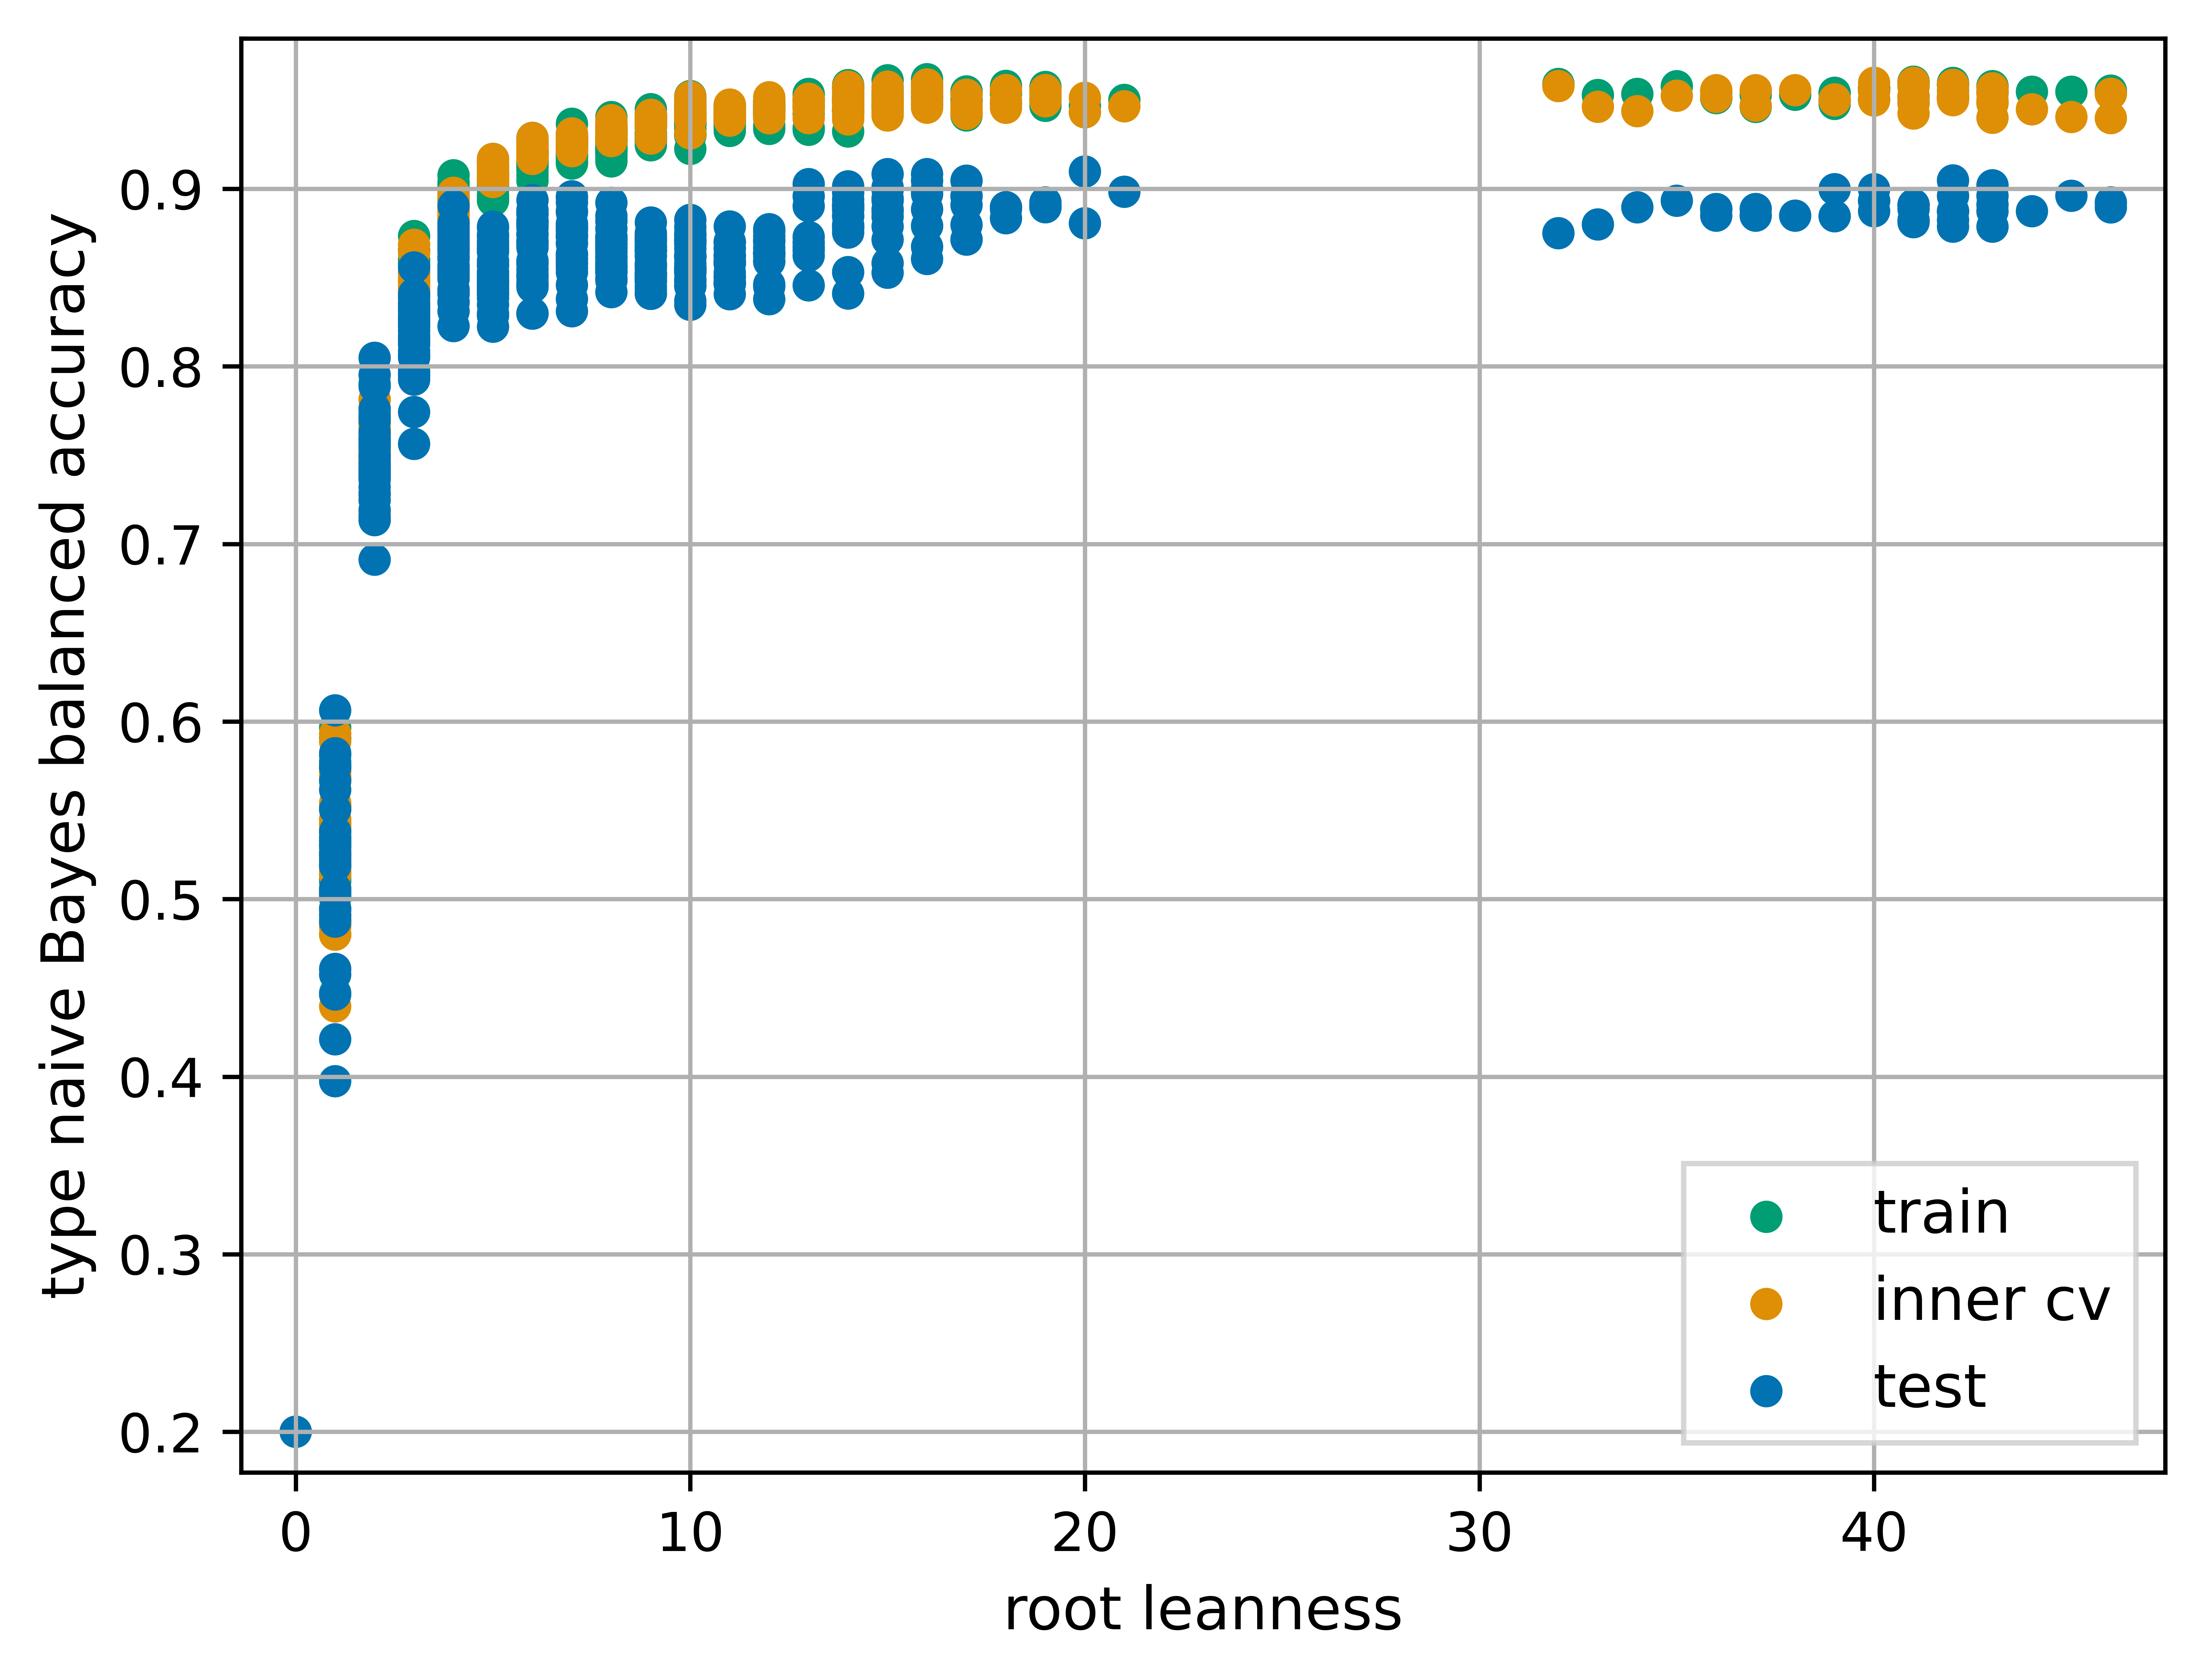 type naive Bayes balanced accuracy
0.9
0.8
0.7
0.6
0.5
0.4
0.3
0.2
train
inner cv
test
0 10 20 30 40
root leanness